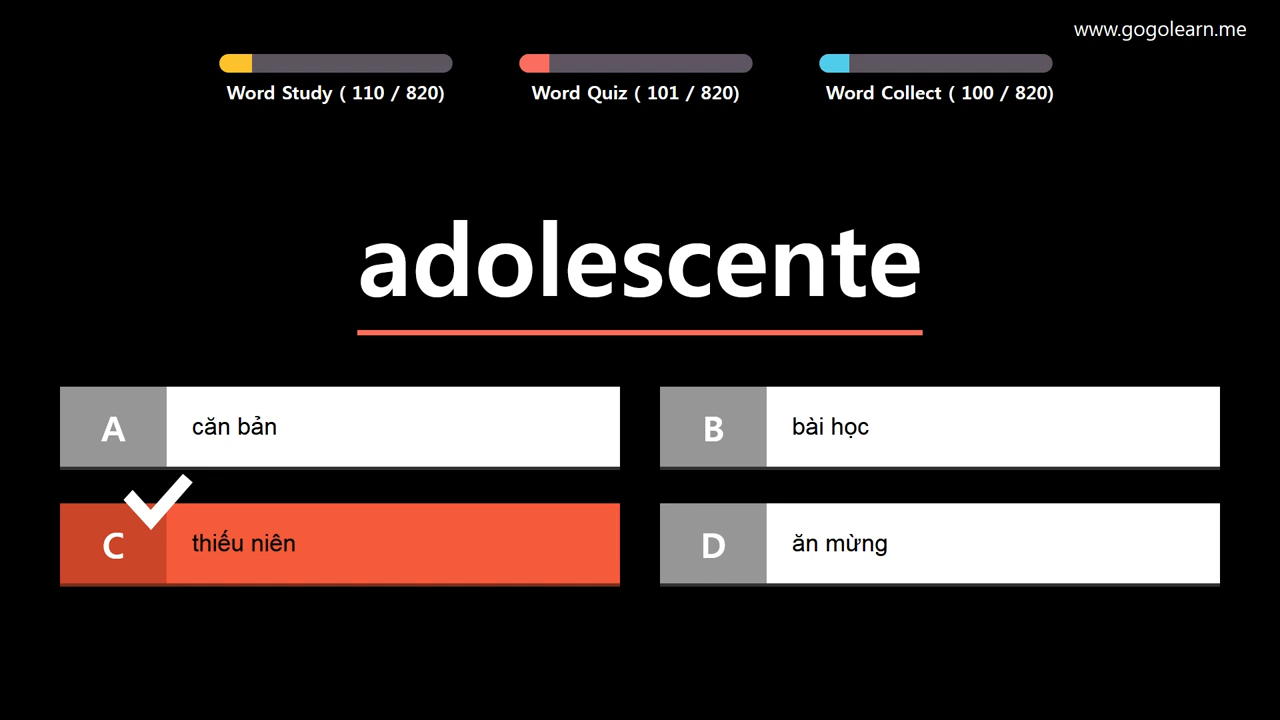 www.gogolearn.me
Word Study ( 110 / 820)
Word Quiz ( 101 / 820)
Word Collect ( 100 / 820)
adolescente
A căn bản
B bài học
C thiếu niên
D ăn mừng